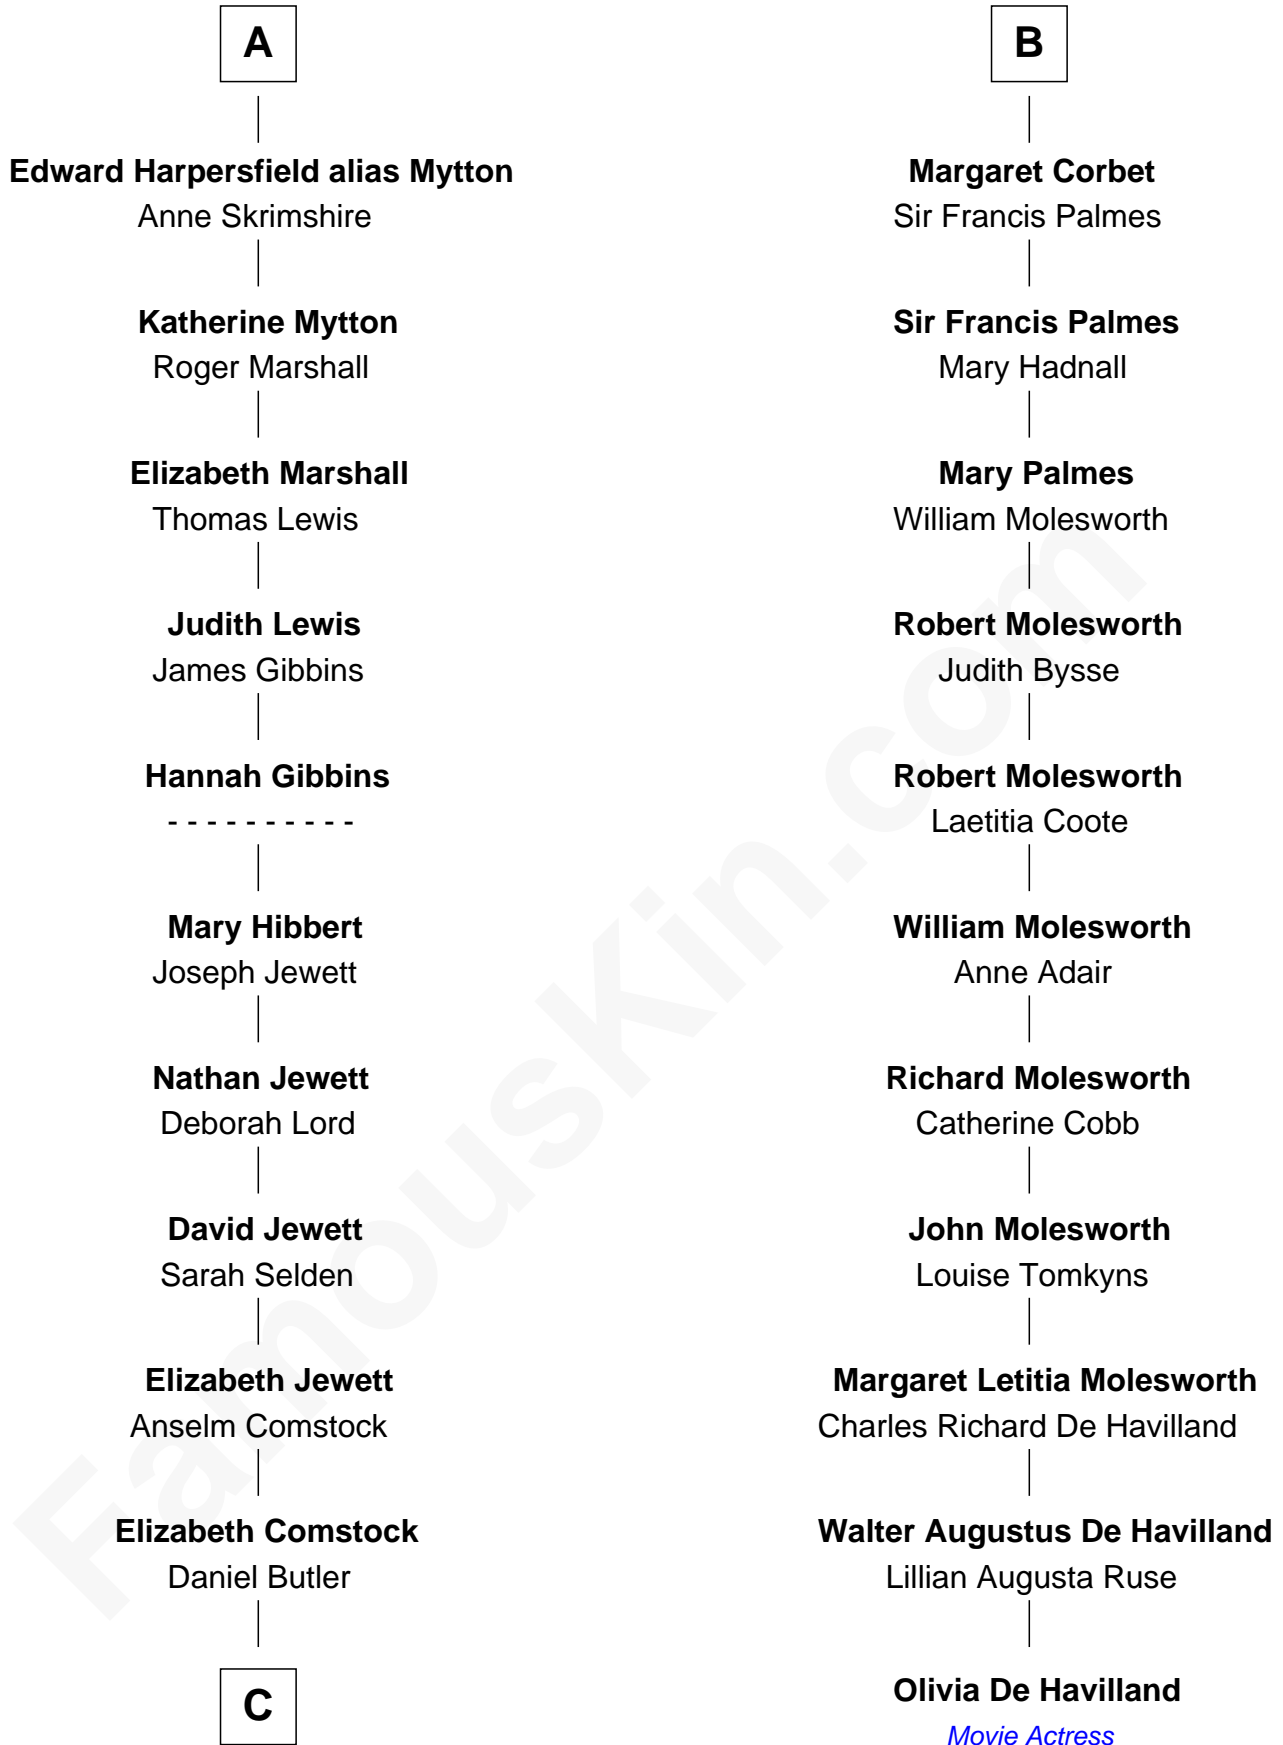 A
Edward Harpersfield alias Mytton
Anne Skrimshire
Katherine Mytton
Roger Marshall
Elizabeth Marshall
Thomas Lewis
Judith Lewis
James Gibbins
Hannah Gibbins
- - - - - - - - - -
Mary Hibbert
Joseph Jewett
Nathan Jewett
Deborah Lord
David Jewett
Sarah Selden
Elizabeth Jewett
Anselm Comstock
Elizabeth Comstock
Daniel Butler
C
B
Margaret Corbet
Sir Francis Palmes
Sir Francis Palmes
Mary Hadnall
Mary Palmes
William Molesworth
Robert Molesworth
Judith Bysse
Robert Molesworth
Laetitia Coote
William Molesworth
Anne Adair
Richard Molesworth
Catherine Cobb
John Molesworth
Louise Tomkyns
Margaret Letitia Molesworth
Charles Richard De Havilland
Walter Augustus De Havilland
Lillian Augusta Ruse
Olivia De Havilland
Movie Actress
FamousKin.com